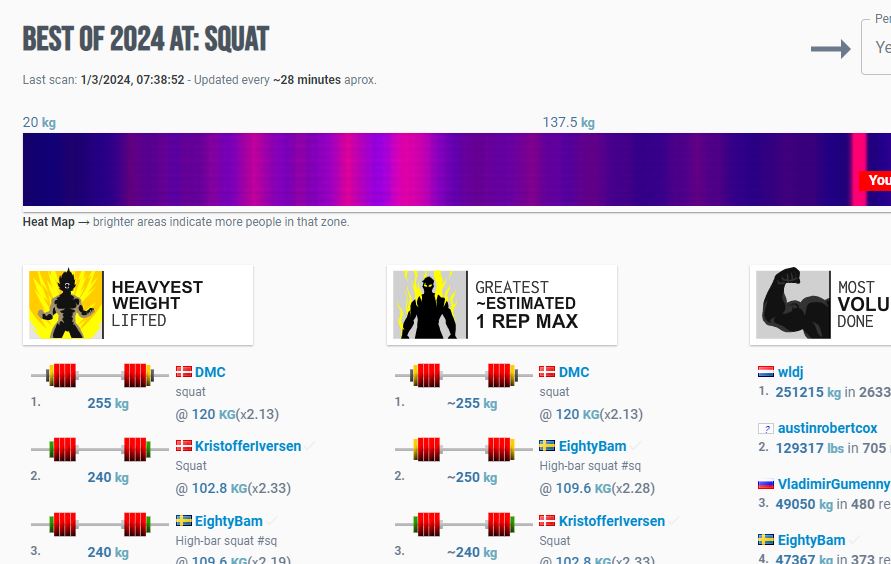 BEST OF 2024 AT: SQUAT
Per
Ye
Last scan: 1/3/2024, 07:38:52 - Updated every ~28 minutes aprox.
20 kg
137.5 kg
You
Heat Map → brighter areas indicate more people in that zone.
HEAVYEST
WEIGHT
LIFTED
1.
255 kg
DMC
squat
@ 120 KG(x2.13)
2.
240 kg
KristofferIversen
Squat
@ 102.8 KG(x2.33)
3.
240 kg
EightyBam
High-bar squat #sq
@ 109.6 KG(x2.19)
GREATEST
~ESTIMATED
1 REP MAX
1.
~255 kg
DMC
squat
@ 120 KG(x2.13)
2.
~250 kg
EightyBam
High-bar squat #sq
@ 109.6 KG(x2.28)
3.
~240 kg
KristofferIversen
Squat
@ 102.8 KG(x2.33)
MOST
VOLU
DONE
wldj
1. 251215 kg in 2633
austinrobertcox
2. 129317 lbs in 705
VladimirGumenny
3. 49050 kg in 480 re
EightyBam
4. 47367 kg in 373 re